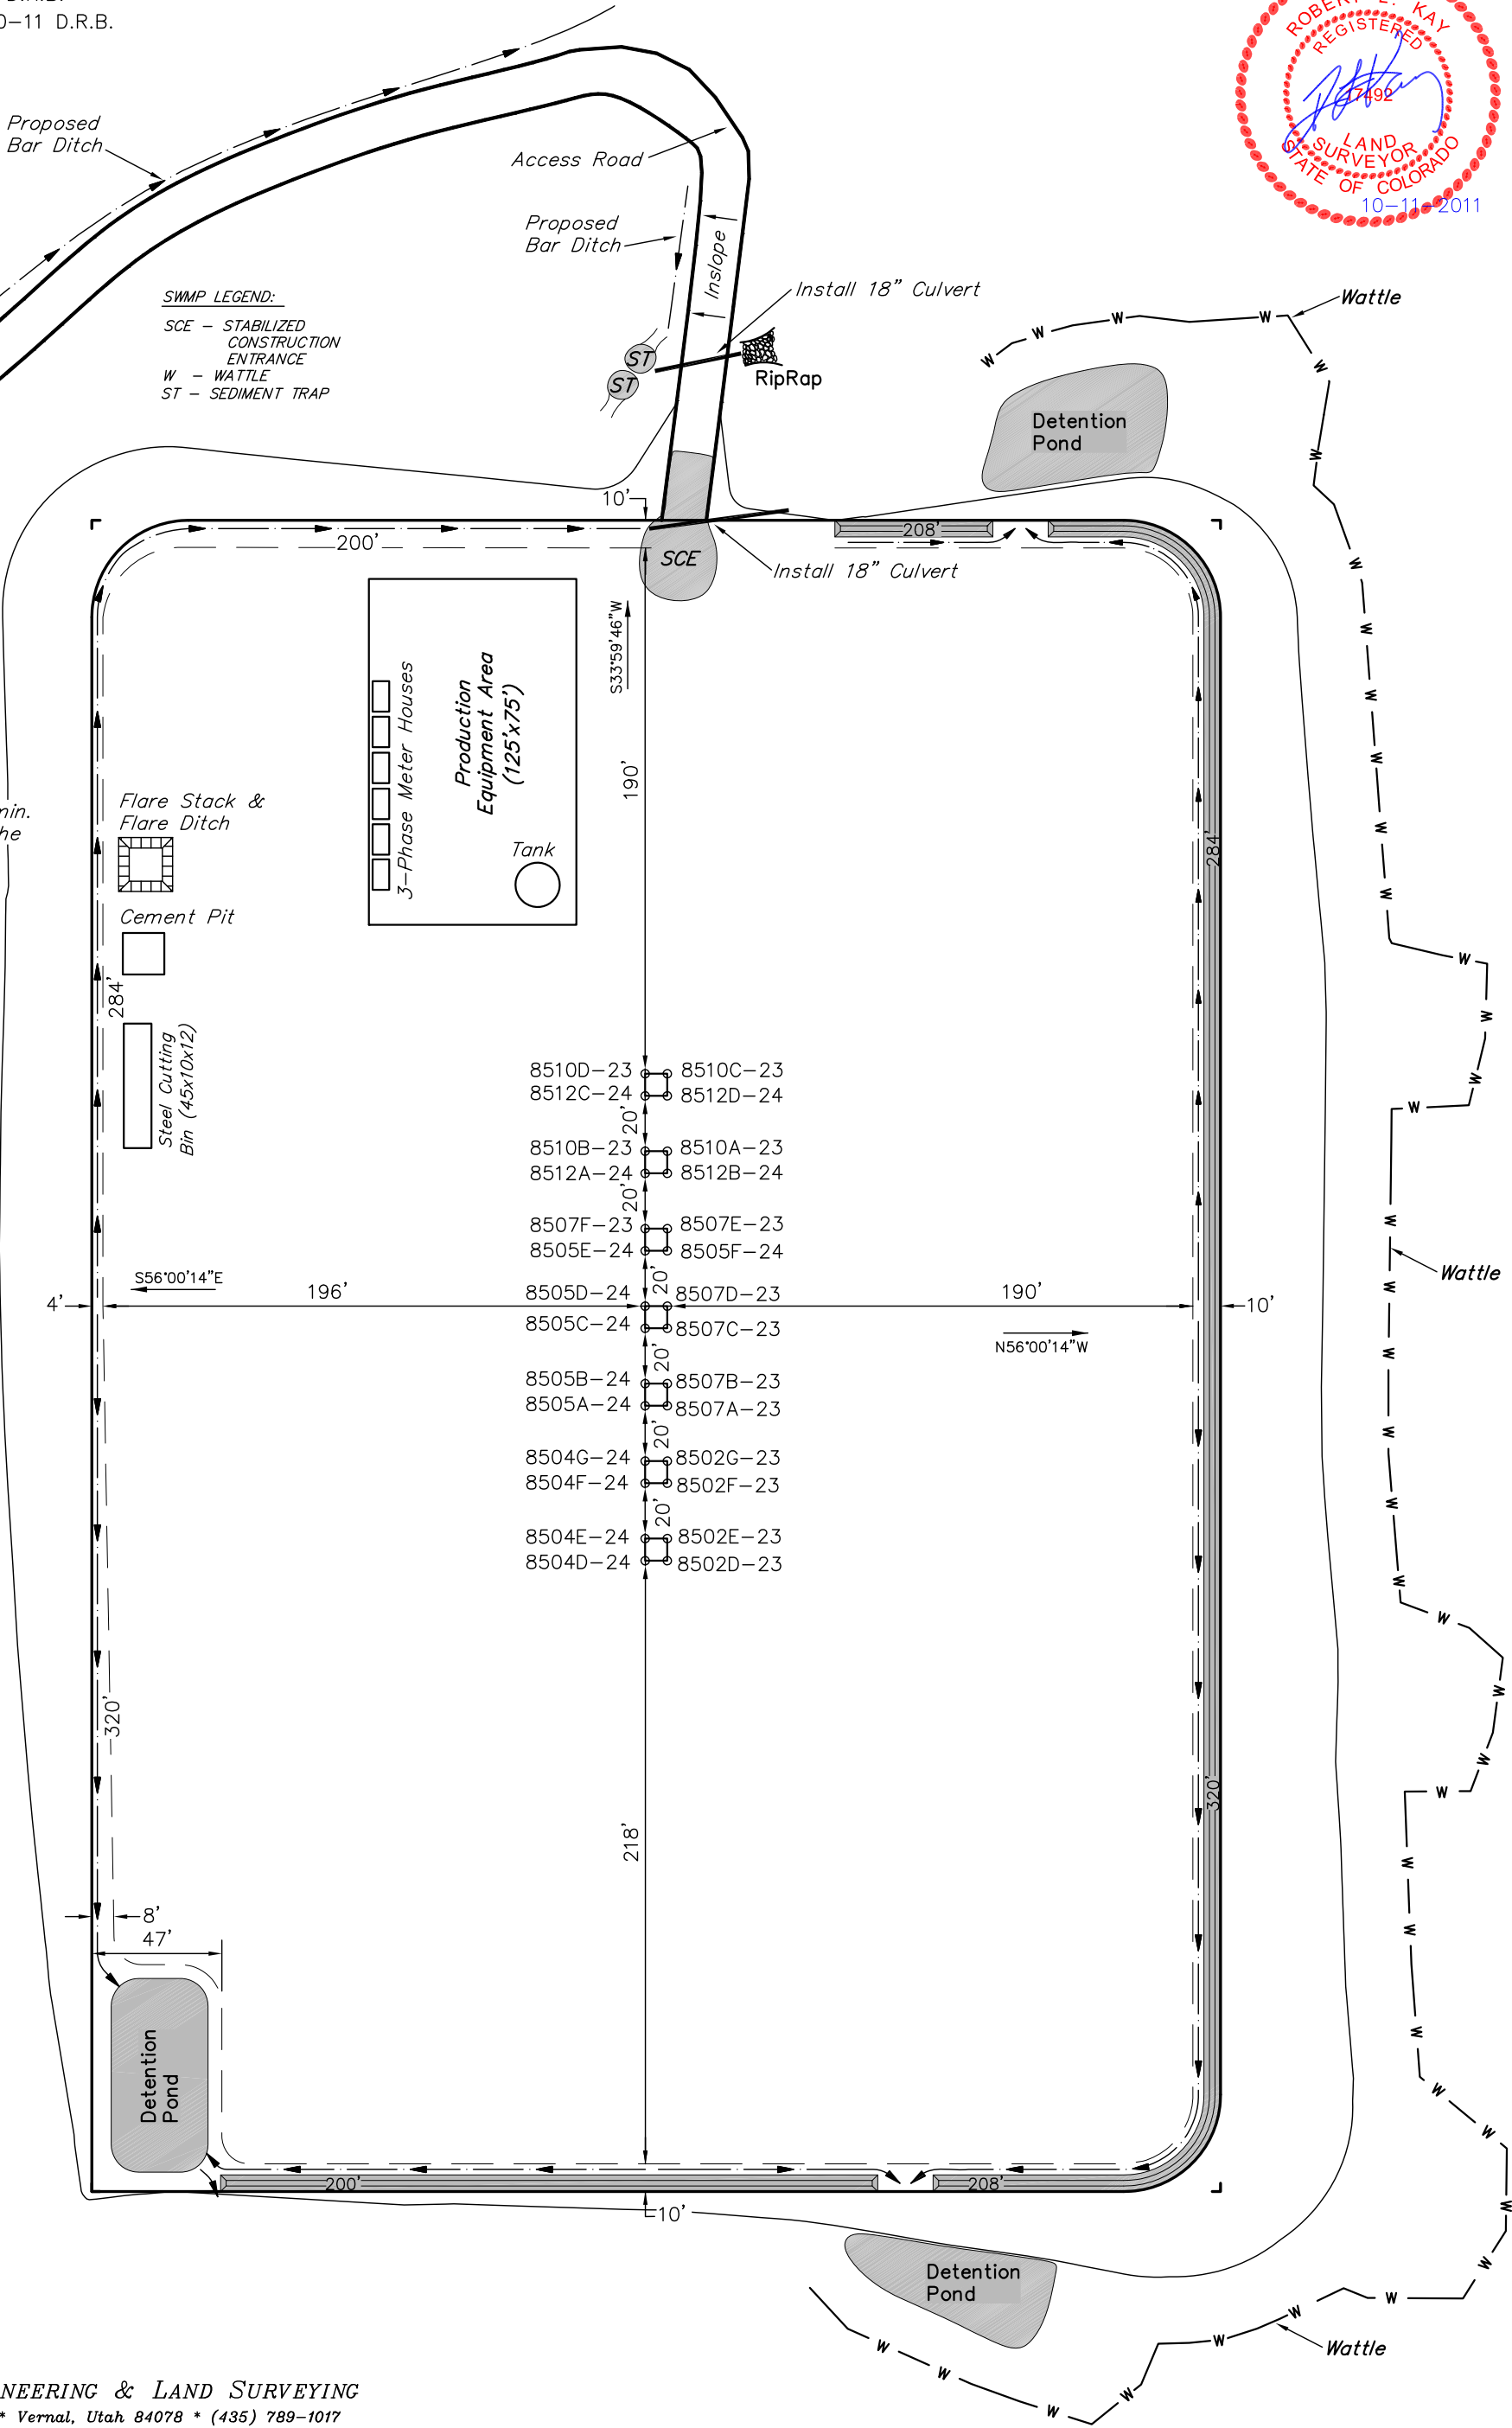 0-11 D.R.B.
ROBERT L. KAY
REGISTERED
LAND
SURVEYOR
STATE OF COLORADO
10-11-2011
Proposed
Bar Ditch
Access Road
Proposed
Bar Ditch
Inslope
Install 18" Culvert
Wattle
SWMP LEGEND:
SCE - STABILIZED
CONSTRUCTION
ENTRANCE
W - WATTLE
ST - SEDIMENT TRAP
ST
ST
RipRap
Detention
Pond
10'
200'
SCE
208'
Install 18" Culvert
S33°59'46"W
190'
3-Phase Meter Houses
Production
Equipment Area
(125'x75')
Tank
min.
he
Flare Stack &
Flare Ditch
Cement Pit
284'
284'
Steel Cutting
Bin (45x10x12)
8510D-23 8510C-23
8512C-24 8512D-24
20'
8510B-23 8510A-23
8512A-24 8512B-24
20'
8507F-23 8507E-23
8505E-24 8505F-24
20'
S56°00'14"E
4' 196' 190' 10'
8505D-24 8507D-23
8505C-24 8507C-23
N56°00'14"W
Wattle
20'
8505B-24 8507B-23
8505A-24 8507A-23
20'
8504G-24 8502G-23
8504F-24 8502F-23
20'
8504E-24 8502E-23
8504D-24 8502D-23
320'
320'
218'
8'
47'
Detention
Pond
200'
208'
10'
Detention
Pond
Wattle
W W W W W W W W W W W W W W W W W W W W W W W W W W W W W W W W W W W W W W W
NEERING & LAND SURVEYING
* Vernal, Utah 84078 * (435) 789-1017